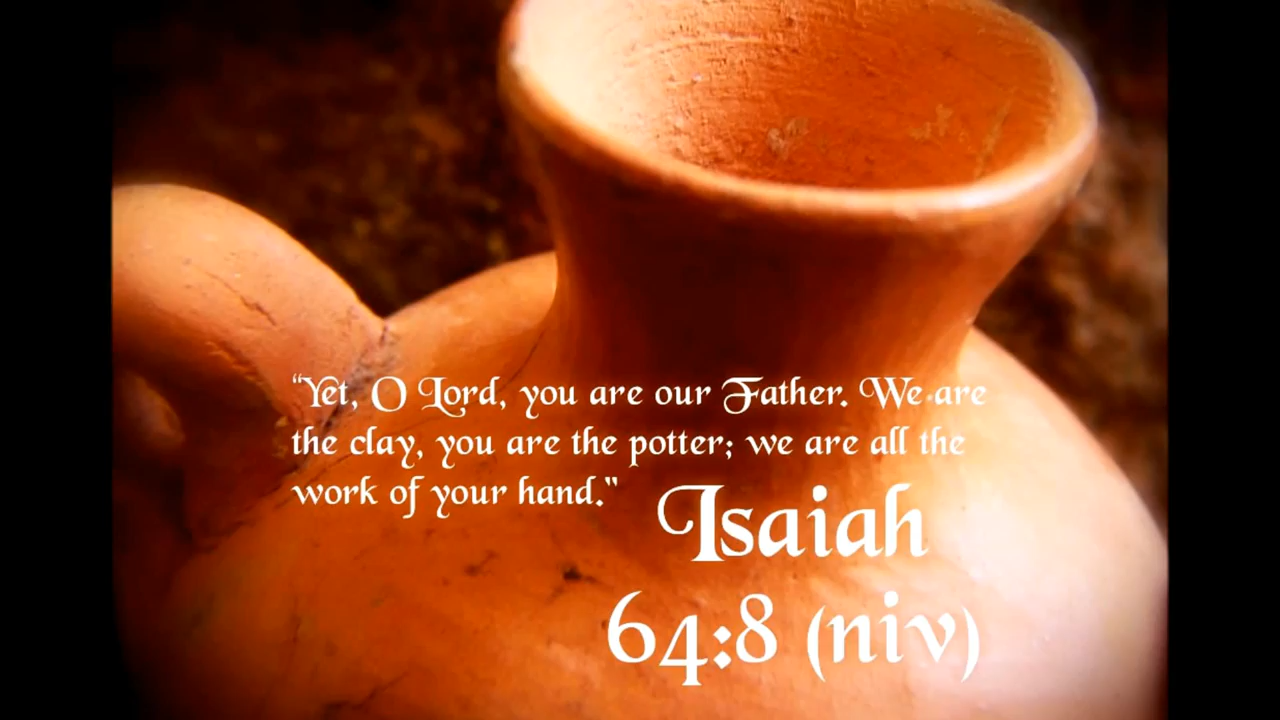 “Yet, O Lord, you are our Father. We are
the clay, you are the potter; we are all the
work of your hand."
Isaiah
64:8 (niv)